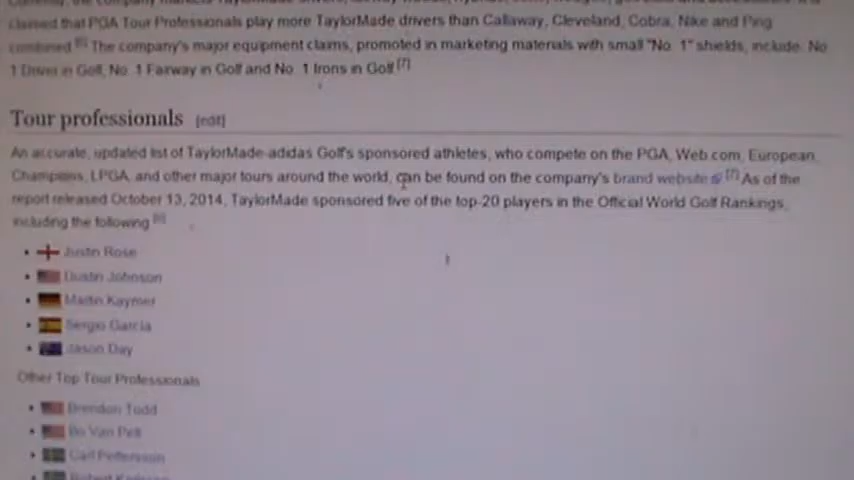 claimed that PGA Tour Professionals play more TaylorMade drivers than Callaway, Cleveland, Cobra, Nike and Ping
combined. The company's major equipment claims, promoted in marketing materials with small "No. 1" shields, include: No.
1 Driver in Golf, No. 1 Fairway in Golf and No. 1 Irons in Golf.[7]
Tour professionals [edit]
An accurate, updated list of TaylorMade-adidas Golf's sponsored athletes, who compete on the PGA, Web.com, European,
Champions, LPGA, and other major tours around the world, can be found on the company's brand website [7] As of the
report released October 13, 2014, TaylorMade sponsored five of the top-20 players in the Official World Golf Rankings,
including the following:
• Justin Rose
• Dustin Johnson
• Martin Kaymer
• Sergio Garcia
• Jason Day
Other Top Tour Professionals
• Brendon Todd
• Bo Van Pelt
• Carl Pettersson
• Robert Karlsson